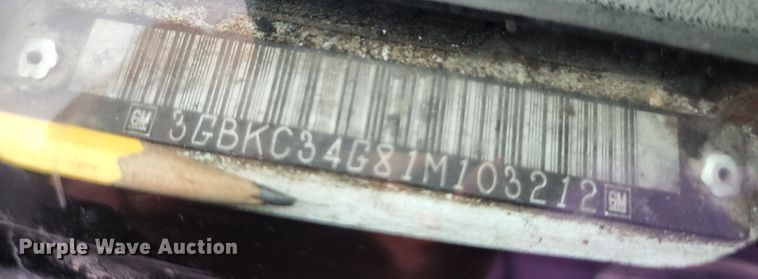 GM 3GBKC34G81M103212 GM
Purple Wave Auction